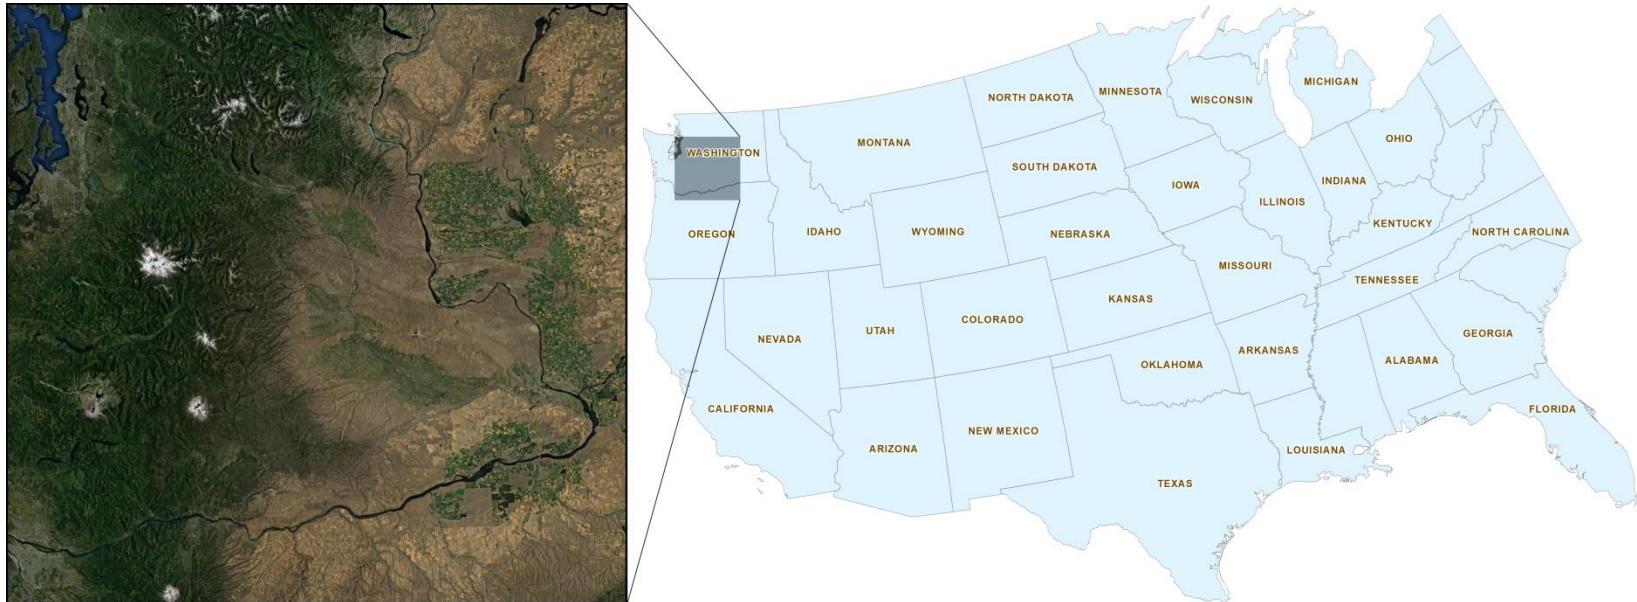 MICHIGAN
NORTH DAKOTA
MINNESOTA
WISCONSIN
OHIO
MONTANA
WASHINGTON
SOUTH DAKOTA
INDIANA
IOWA
ILLINOIS
KENTUCKY
OREGON
IDAHO
WYOMING
NEBRASKA
NORTH CAROLINA
MISSOURI
TENNESSEE
KANSAS
COLORADO
UTAH
NEVADA
GEORGIA
ARKANSAS
ALABAMA
OKLAHOMA
CALIFORNIA
FLORIDA
NEW MEXICO
ARIZONA
LOUISIANA
TEXAS